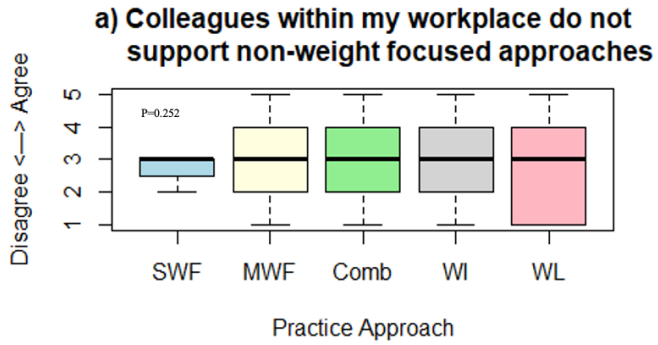 a) Colleagues within my workplace do not
support non-weight focused approaches
Disagree <—> Agree
5
4
3
2
1
P=0.252
SWF MWF Comb WI WL
Practice Approach